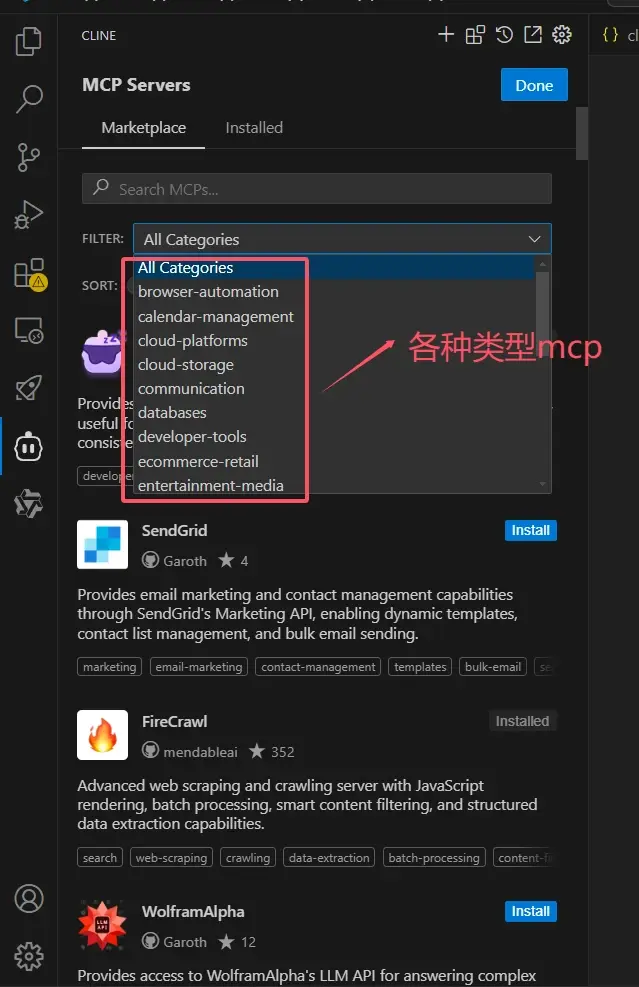 CLINE
{} cl
MCP Servers
Done
Marketplace
Installed
Search MCPs...
FILTER:
All Categories
All Categories
SORT:
browser-automation
calendar-management
cloud-platforms
各种类型mcp
cloud-storage
communication
Provides
databases
useful fo
developer-tools
consiste
ecommerce-retail
develope
entertainment-media
SendGrid
Install
Garoth ★ 4
Provides email marketing and contact management capabilities
through SendGrid's Marketing API, enabling dynamic templates,
contact list management, and bulk email sending.
marketing email-marketing contact-management templates bulk-email se
FireCrawl
Installed
mendableai ★ 352
Advanced web scraping and crawling server with JavaScript
rendering, batch processing, smart content filtering, and structured
data extraction capabilities.
search web-scraping crawling data-extraction batch-processing content-fi
LLM
API
WolframAlpha
Install
Garoth ★ 12
Provides access to WolframAlpha's LLM API for answering complex